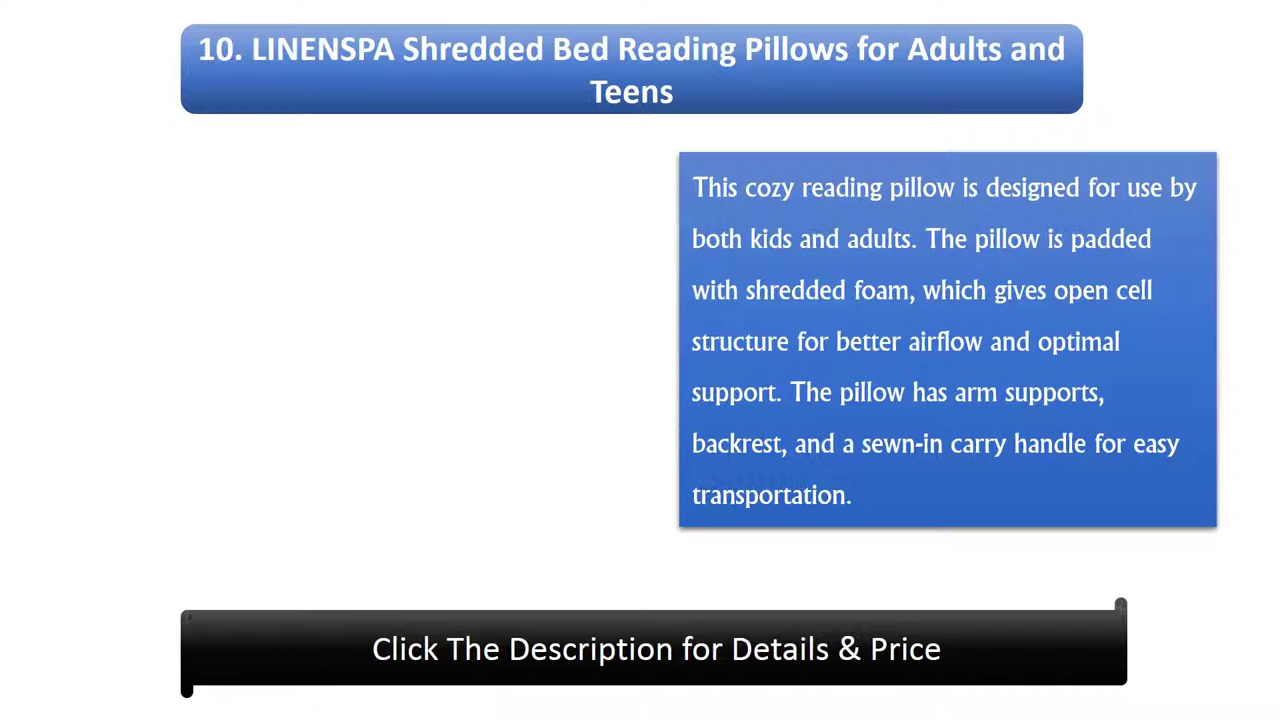 10. LINENSPA Shredded Bed Reading Pillows for Adults and
Teens
This cozy reading pillow is designed for use by
both kids and adults. The pillow is padded
with shredded foam, which gives open cell
structure for better airflow and optimal
support. The pillow has arm supports,
backrest, and a sewn-in carry handle for easy
transportation.
Click The Description for Details & Price